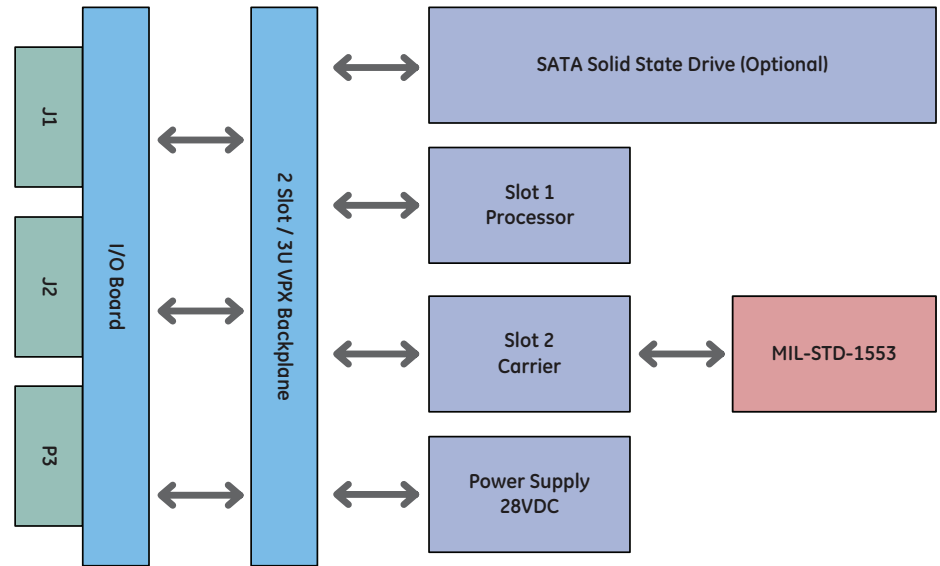 J1
J2
P3
I/O Board
2 Slot / 3U VPX Backplane
SATA Solid State Drive (Optional)
Slot 1
Processor
Slot 2
Carrier
MIL-STD-1553
Power Supply
28VDC